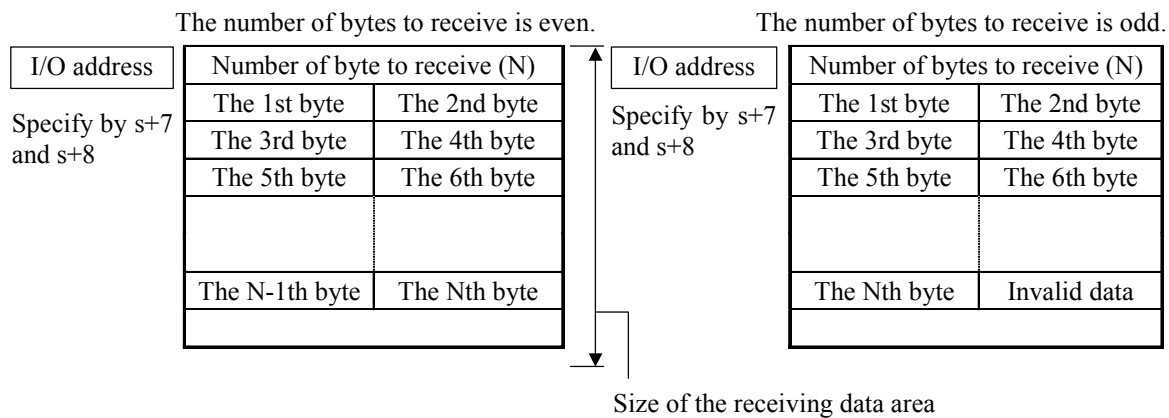 The number of bytes to receive is even.
I/O address
Specify by s+7
and s+8
Number of byte to receive (N)
The 1st byte The 2nd byte
The 3rd byte The 4th byte
The 5th byte The 6th byte
The N-1th byte The Nth byte
The number of bytes to receive is odd.
I/O address
Specify by s+7
and s+8
Number of bytes to receive (N)
The 1st byte The 2nd byte
The 3rd byte The 4th byte
The 5th byte The 6th byte
The Nth byte Invalid data
Size of the receiving data area